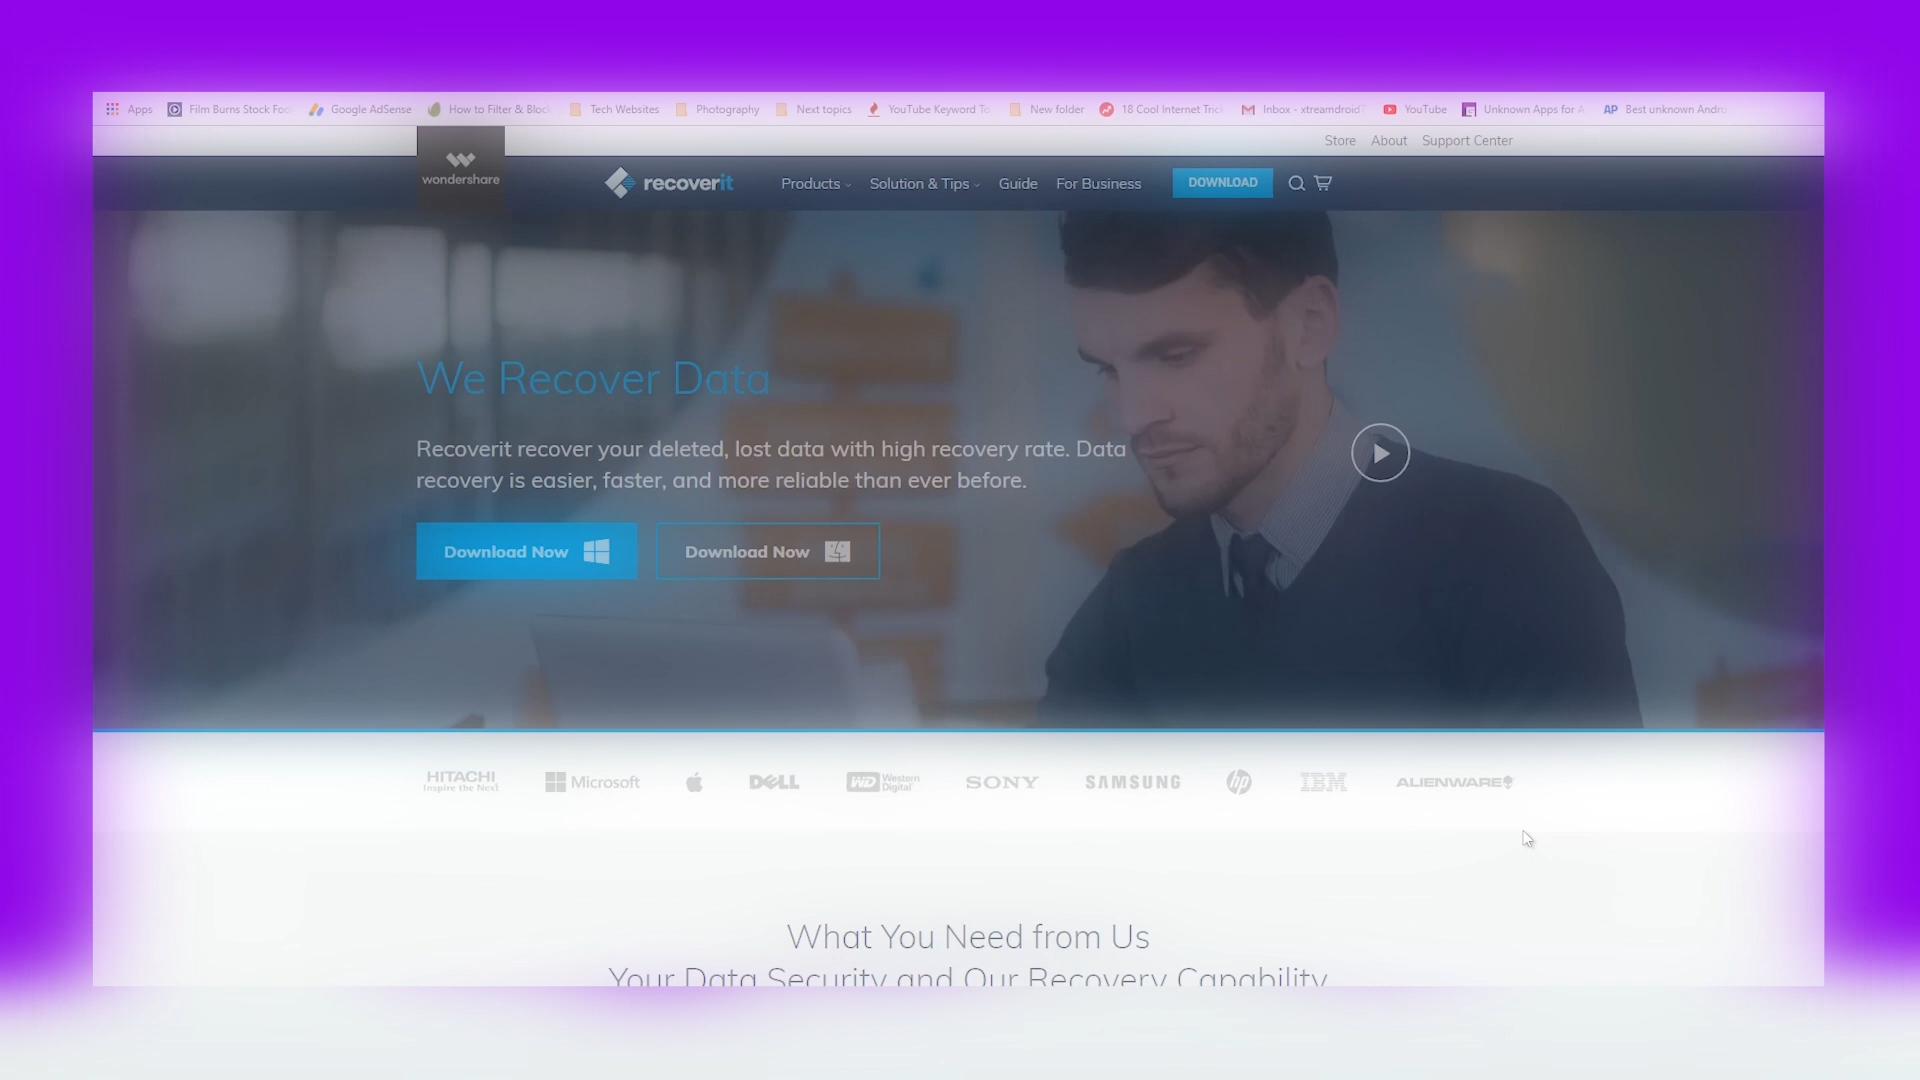 Apps Film Burns Stock Foo Google AdSense How to Filter & Block Tech Websites Photography Next topics YouTube Keyword To New folder 18 Cool Internet Trick Inbox - xtreamdroid7 YouTube Unknown Apps for A AP Best unknown Andro
Store About Support Center
wondershare
recoverit Products Solution & Tips Guide For Business DOWNLOAD
We Recover Data
Recoverit recover your deleted, lost data with high recovery rate. Data
recovery is easier, faster, and more reliable than ever before.
Download Now Download Now
HITACHI Microsoft DELL WD Western Digital SONY SAMSUNG hp IBM ALIENWARE
Inspire the Next
What You Need from Us
Your Data Security and Our Recovery Capability